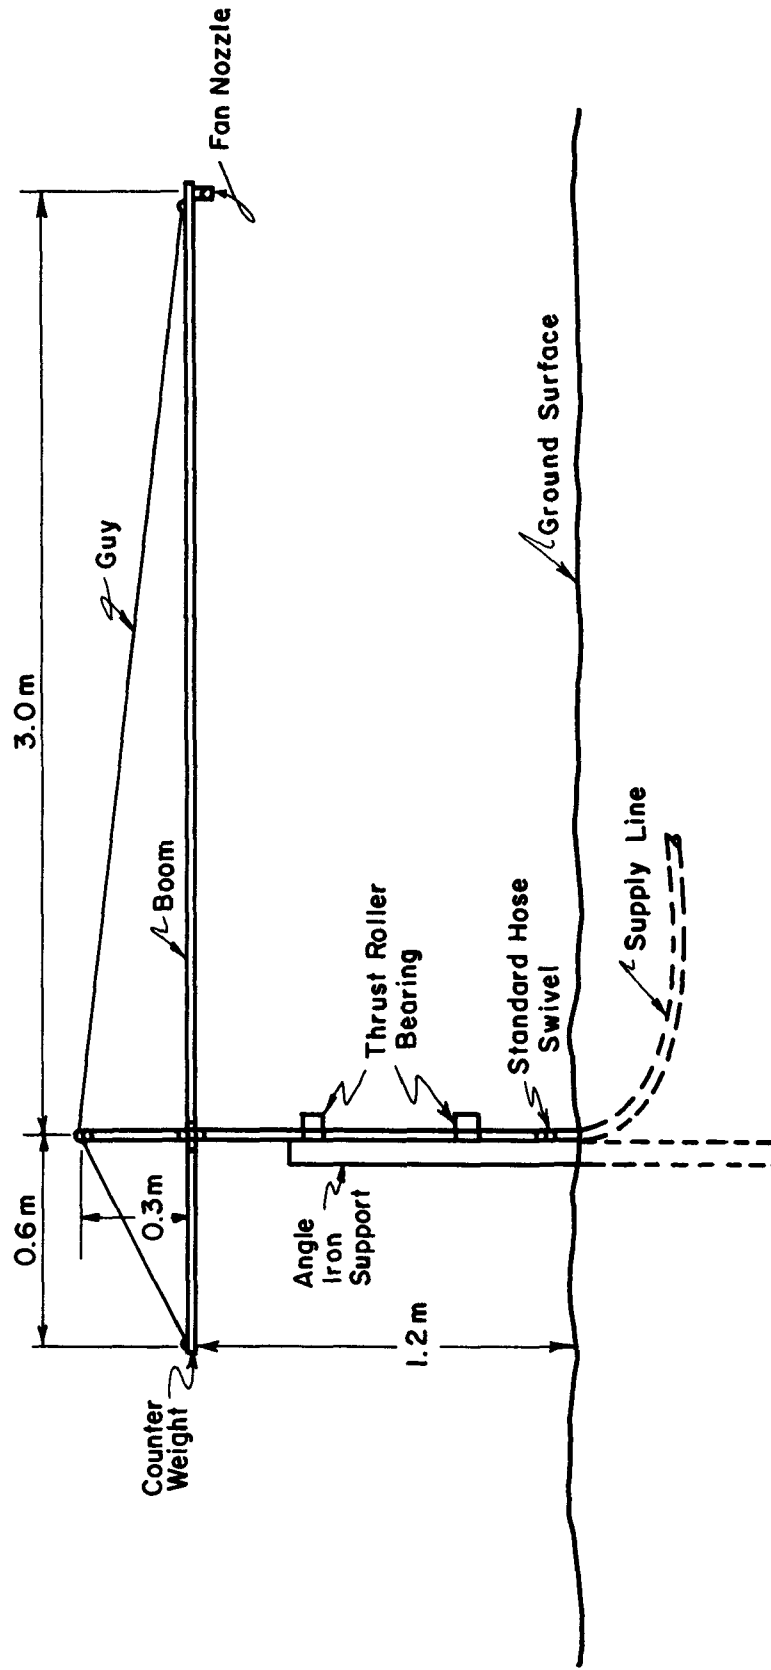 0.6 m
3.0 m
0.3 m
Guy
Fan Nozzle
Counter
Weight
Boom
1.2 m
Angle
Iron
Support
Thrust Roller
Bearing
Standard Hose
Swivel
Ground Surface
Supply Line